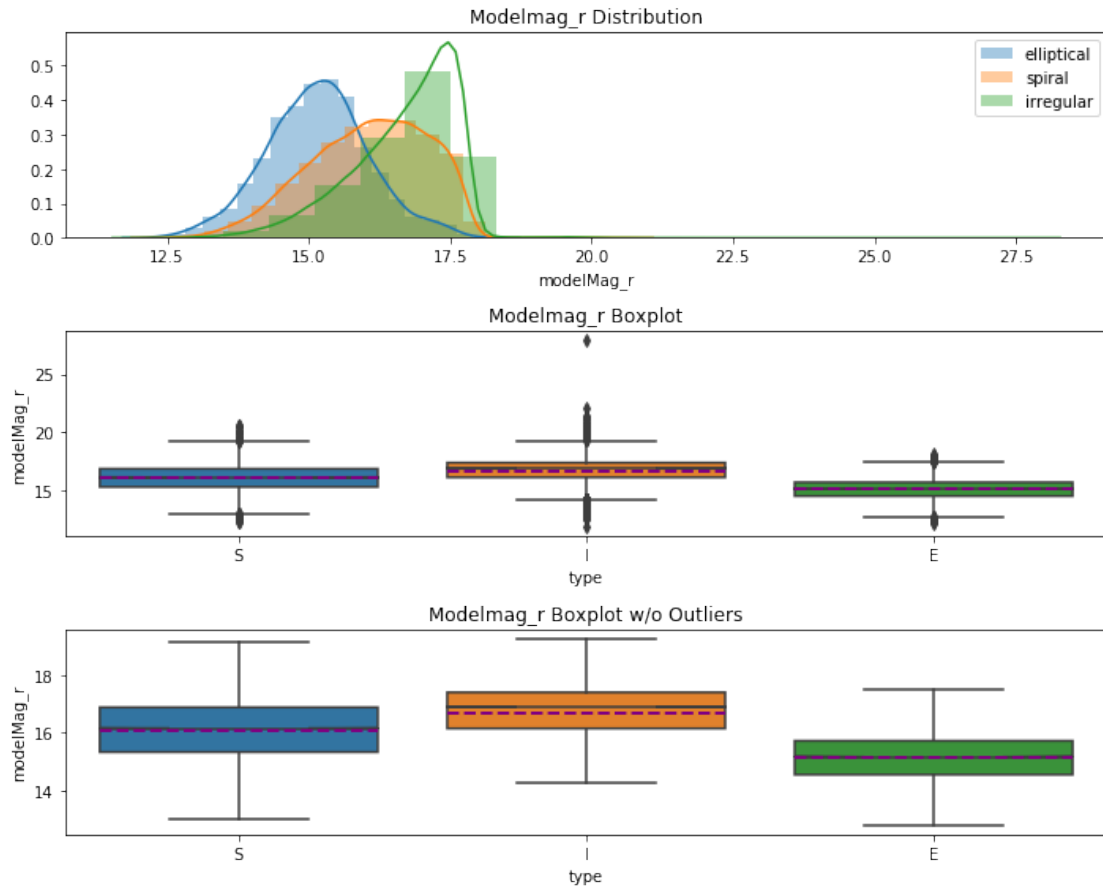 Modelmag_r Distribution
0.5
0.4
0.3
0.2
0.1
0.0
elliptical
spiral
irregular
12.5 15.0 17.5 20.0 22.5 25.0 27.5
modelMag_r
Modelmag_r Boxplot
modelMag_r
25
20
15
S I E
type
Modelmag_r Boxplot w/o Outliers
modelMag_r
18
16
14
S I E
type